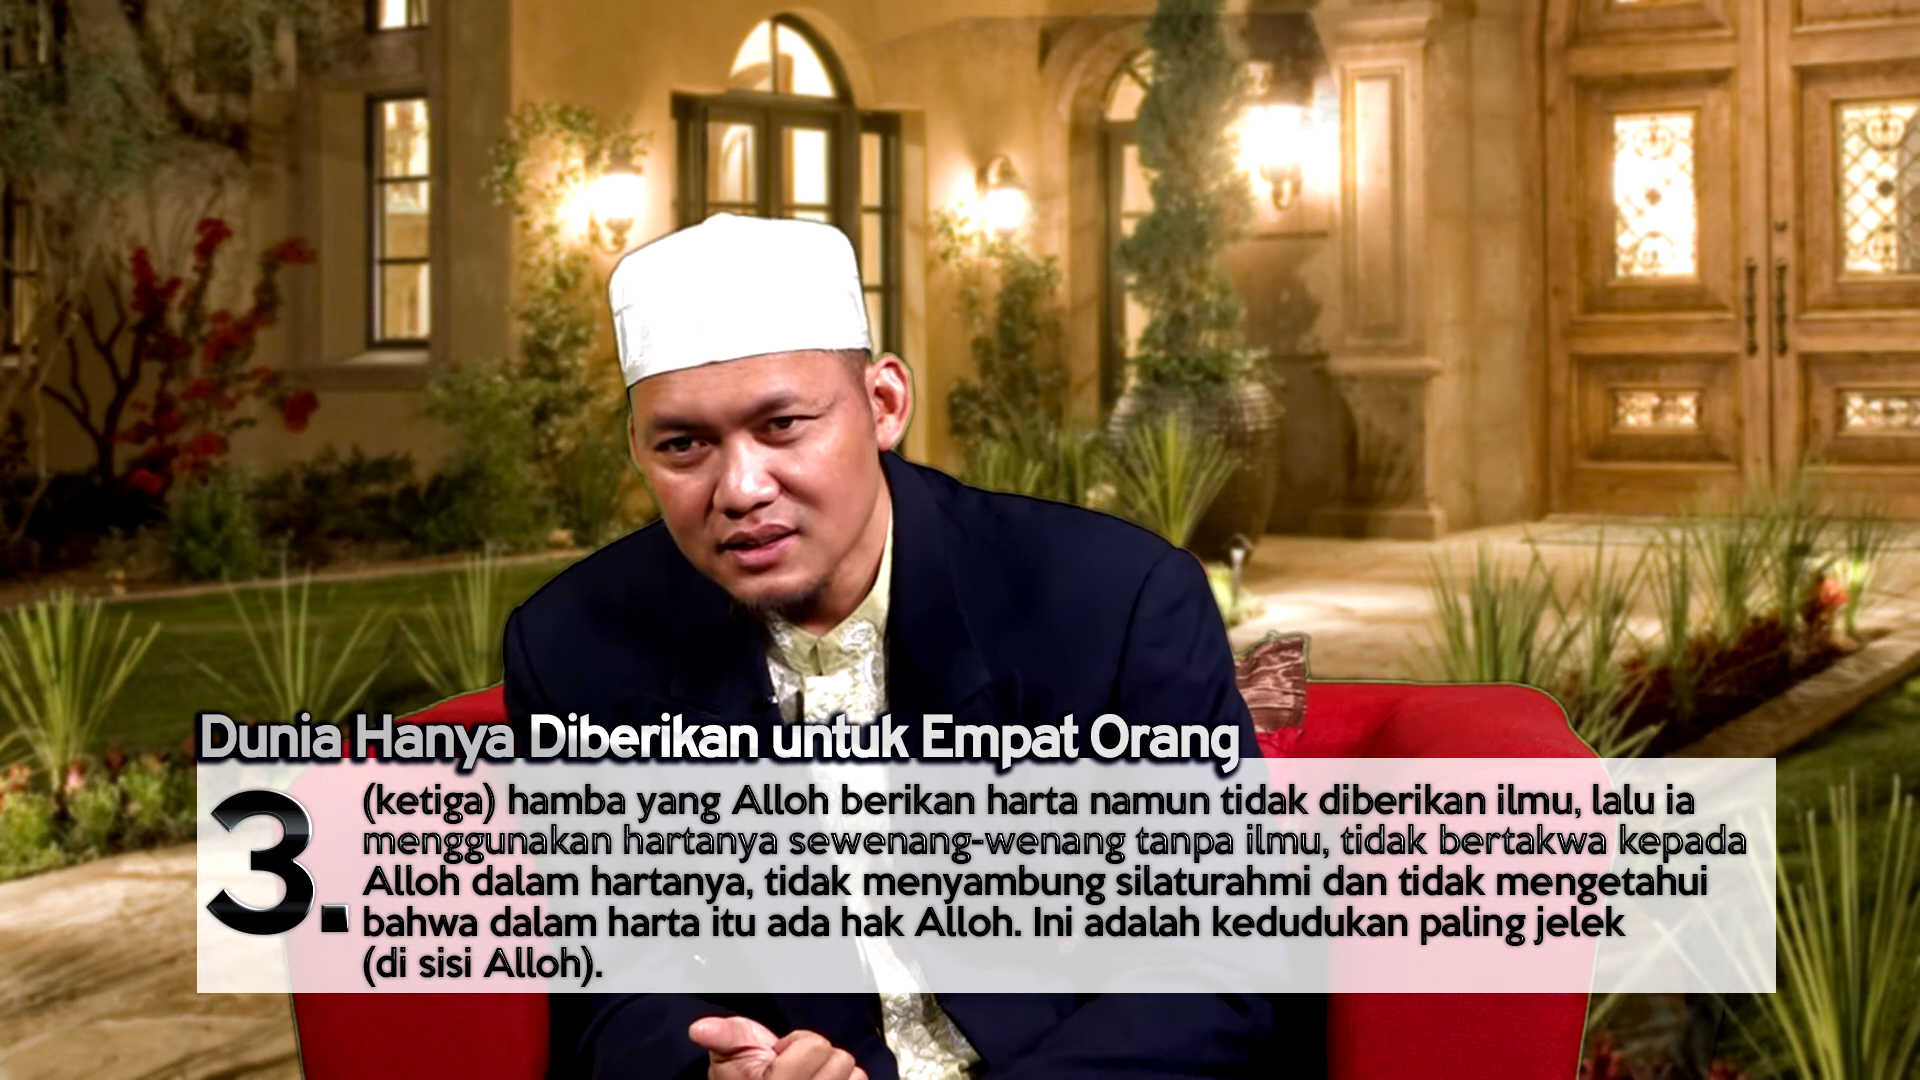 Dunia Hanya Diberikan untuk Empat Orang
3. (ketiga) hamba yang Alloh berikan harta namun tidak diberikan ilmu, lalu ia
menggunakan hartanya sewenang-wenang tanpa ilmu, tidak bertakwa kepada
Alloh dalam hartanya, tidak menyambung silaturahmi dan tidak mengetahui
bahwa dalam harta itu ada hak Alloh. Ini adalah kedudukan paling jelek
(di sisi Alloh).